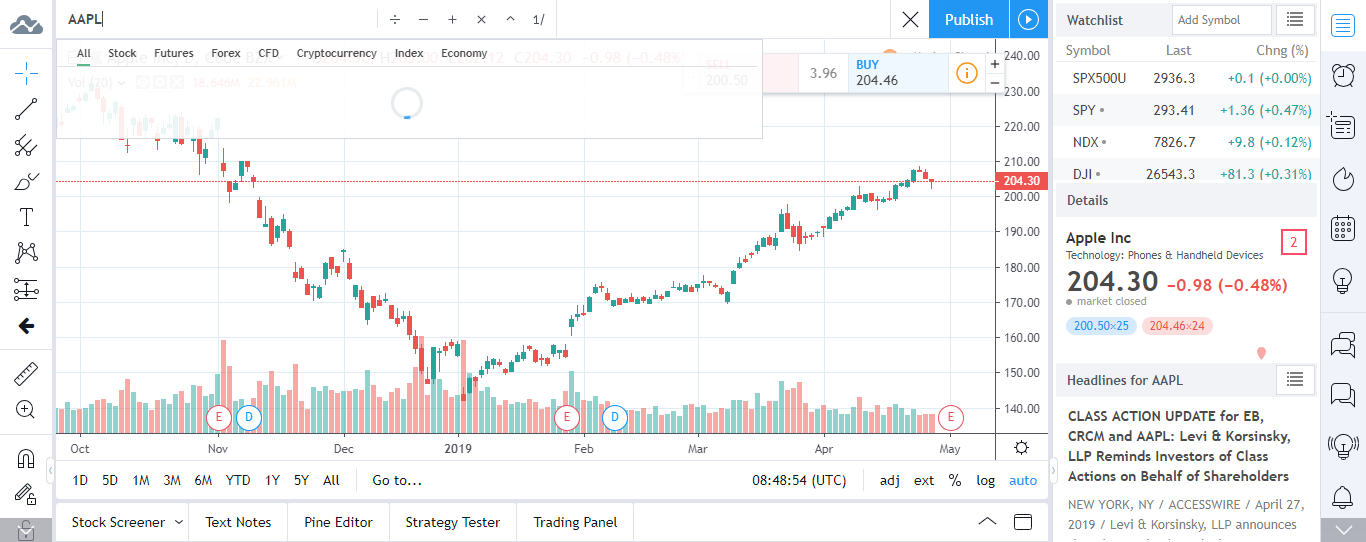 AAPL
÷ − + × ^ 1/
Publish
All Stock Futures Forex CFD Cryptocurrency Index Economy
Vol (20)
18.646M 22.961M
SELL
200.50
3.96
BUY
204.46
+
−
240.00
230.00
220.00
210.00
204.30
200.00
190.00
180.00
170.00
160.00
150.00
140.00
E D E D E
Oct Nov Dec 2019 Feb Mar Apr May
1D 5D 1M 3M 6M YTD 1Y 5Y All Go to... 08:48:54 (UTC) adj ext % log auto
Stock Screener Text Notes Pine Editor Strategy Tester Trading Panel
Watchlist Add Symbol
Symbol Last Chng (%)
SPX500U 2936.3 +0.1 (+0.00%)
SPY 293.41 +1.36 (+0.47%)
NDX 7826.7 +9.8 (+0.12%)
DJI 26543.3 +81.3 (+0.31%)
Details
Apple Inc 2
Technology: Phones & Handheld Devices
204.30 −0.98 (−0.48%)
market closed
200.50×25 204.46×24
Headlines for AAPL
CLASS ACTION UPDATE for EB,
CRCM and AAPL: Levi & Korsinsky,
LLP Reminds Investors of Class
Actions on Behalf of Shareholders
NEW YORK, NY / ACCESSWIRE / April 27,
2019 / Levi & Korsinsky, LLP announces